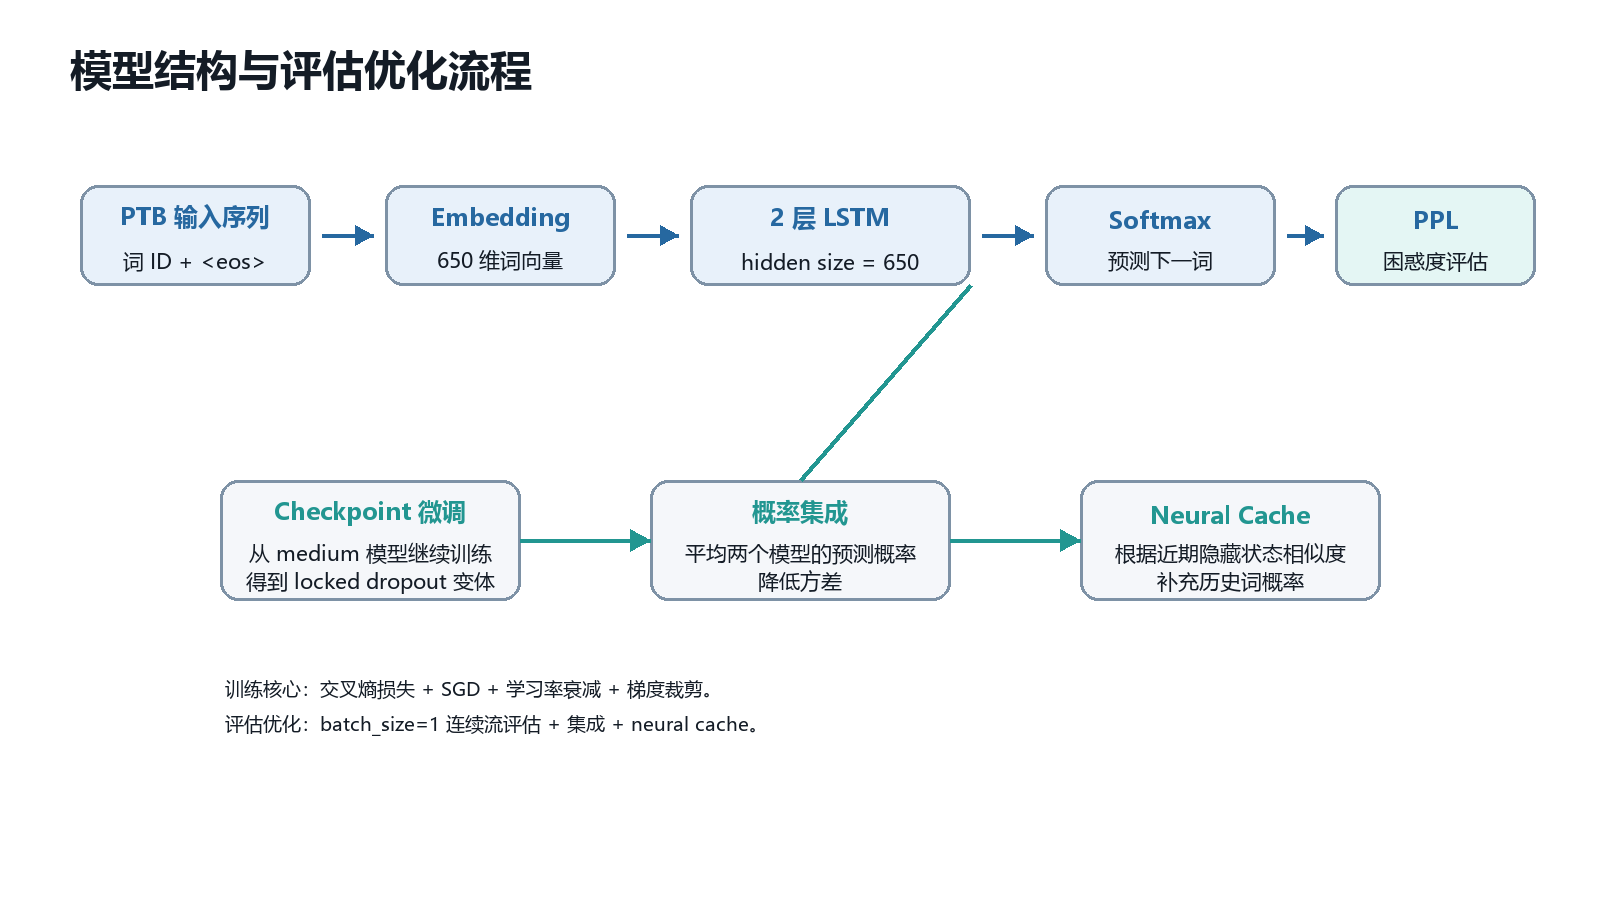 模型结构与评估优化流程
PTB 输入序列
词 ID + <eos>
Embedding
650 维词向量
2 层 LSTM
hidden size = 650
Softmax
预测下一词
PPL
困惑度评估
Checkpoint 微调
从 medium 模型继续训练
得到 locked dropout 变体
概率集成
平均两个模型的预测概率
降低方差
Neural Cache
根据近期隐藏状态相似度
补充历史词概率
训练核心：交叉熵损失 + SGD + 学习率衰减 + 梯度裁剪。
评估优化：batch_size=1 连续流评估 + 集成 + neural cache。